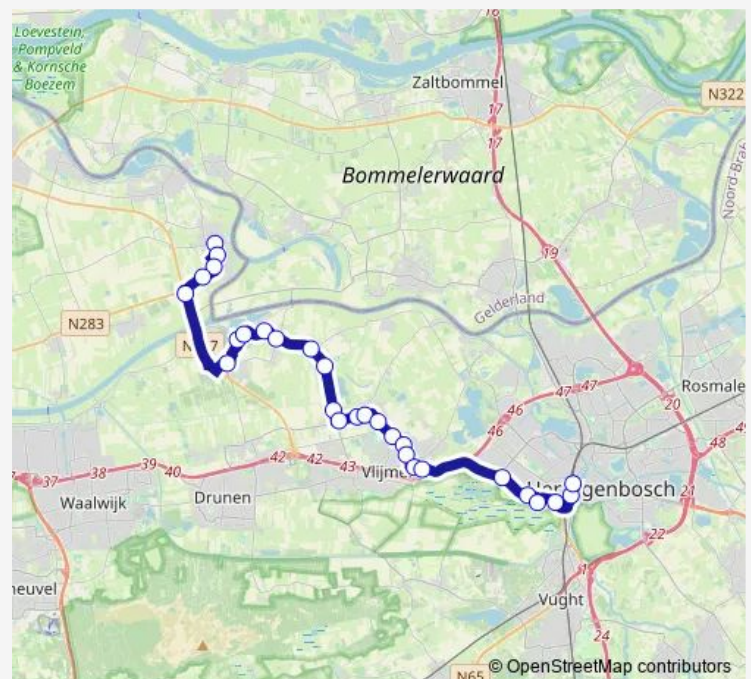 16
Loevestein,
Pompveld
& Kornsche
Boezem
Zaltbommel
N322
17
17
Bommelerwaard
Noord-Bra
19
Gelderland
N283
47
47
Rosmale
20
46
46
48
49
37
38
39
40
42
42
43
Vlijme
Waalwijk
Drunen
21
22
Vught
24
N65
© OpenStreetMap contributors